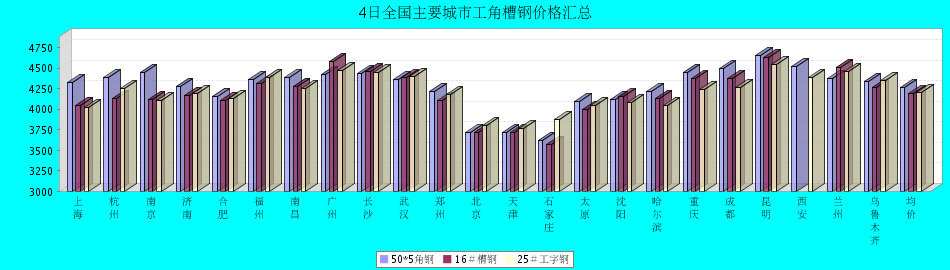 4日全国主要城市工角槽钢价格汇总
4750
4500
4250
4000
3750
3500
3250
3000
上海
杭州
南京
济南
合肥
福州
南昌
广州
长沙
武汉
郑州
北京
天津
石家庄
太原
沈阳
哈尔滨
重庆
成都
昆明
西安
兰州
乌鲁木齐
均价
50*5角钢 16#槽钢 25#工字钢